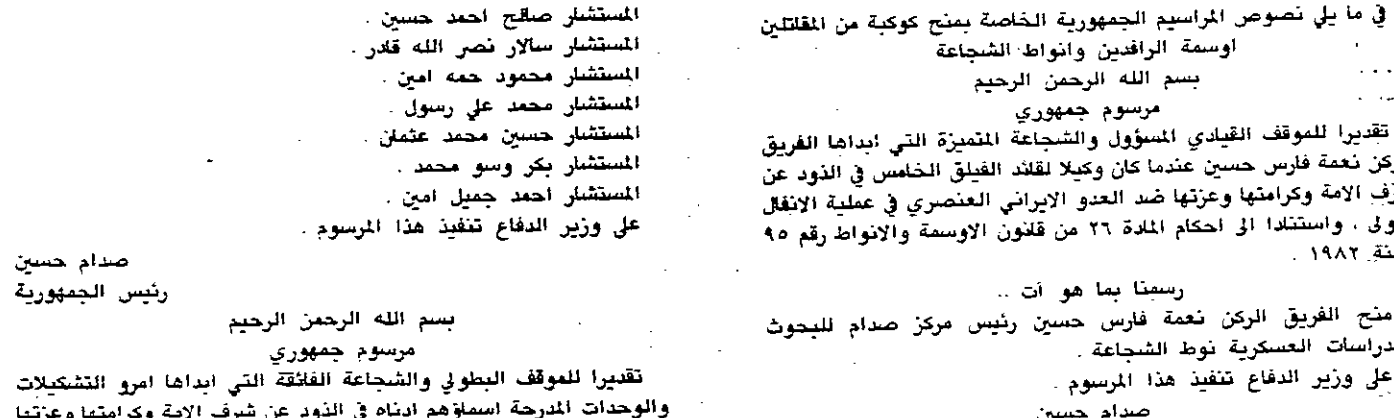 في ما يلي نصوص المراسيم الجمهورية الخاصة بمنح كوكبة من المقاتلين
اوسمة الرافدين وانواط الشجاعة
بسم الله الرحمن الرحيم
مرسوم جمهوري
تقديرا للموقف القيادي المسؤول والشجاعة المتميزة التي ابداها الفريق
ركن نعمة فارس حسين عندما كان وكيلا لقائد الفيلق الخامس في الذود عن
رف الامة وكرامتها وعزتها ضد العدو الايراني العنصري في عملية الانفال
ولى ، واستنادا الى احكام المادة ٢٦ من قانون الاوسمة والانواط رقم ٩٥
نة ١٩٨٢ .
رسمنا بما هو آت ..
منح الفريق الركن نعمة فارس حسين رئيس مركز صدام للبحوث
دراسات العسكرية نوط الشجاعة .
على وزير الدفاع تنفيذ هذا المرسوم .
صدام حسين
المستشار صالح احمد حسين .
المستشار سالار نصر الله قادر .
المستشار محمود حمه امين .
المستشار محمد علي رسول .
المستشار حسين محمد عثمان .
المستشار بكر وسو محمد .
المستشار احمد جميل امين .
على وزير الدفاع تنفيذ هذا المرسوم .
صدام حسين
رئيس الجمهورية
بسم الله الرحمن الرحيم
مرسوم جمهوري
تقديرا للموقف البطولي والشجاعة الفائقة التي ابداها امرو التشكيلات
والوحدات المدرجة اسماؤهم ادناه في الذود عن شرف الامة وكرامتها وعزتها